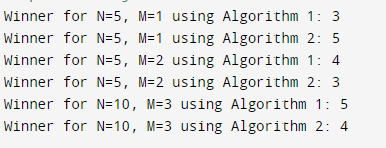 Winner for N=5, M=1 using Algorithm 1: 3
Winner for N=5, M=1 using Algorithm 2: 5
Winner for N=5, M=2 using Algorithm 1: 4
Winner for N=5, M=2 using Algorithm 2: 3
Winner for N=10, M=3 using Algorithm 1: 5
Winner for N=10, M=3 using Algorithm 2: 4